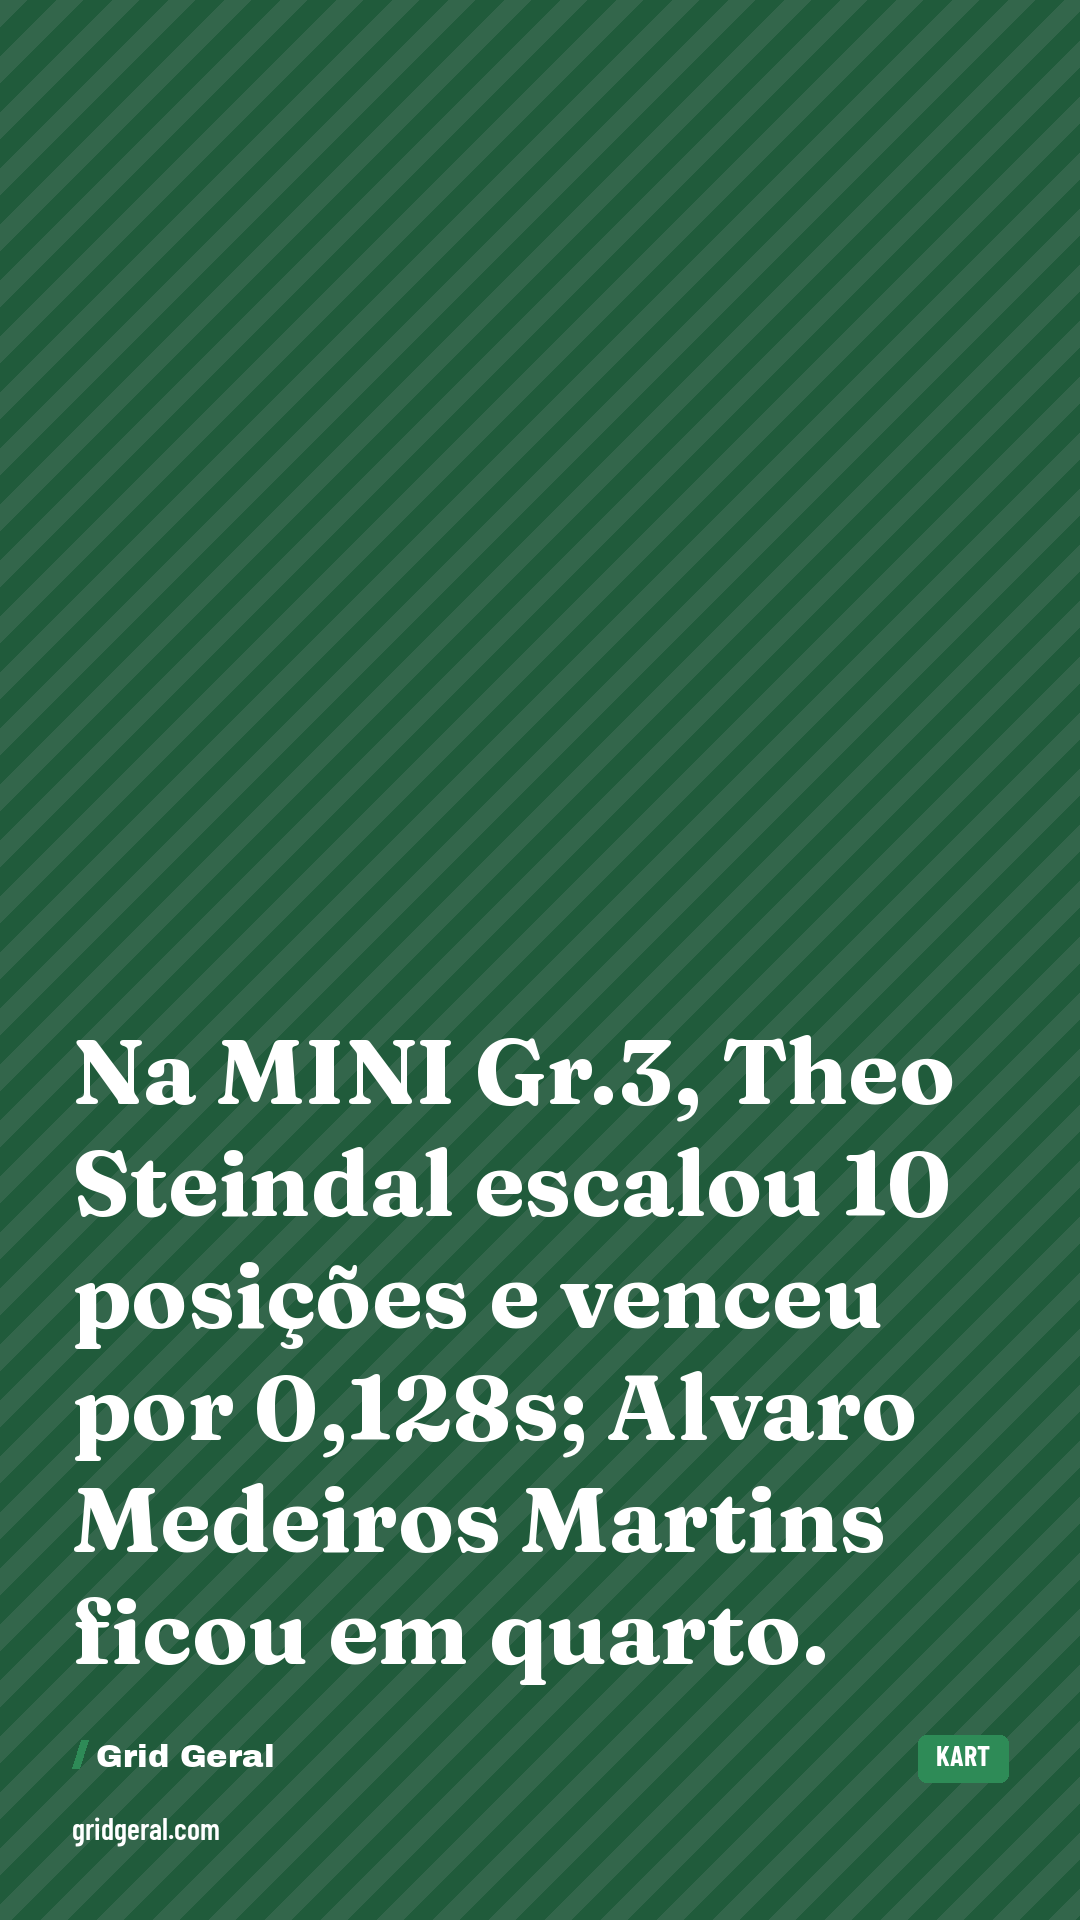 Na MINI Gr.3, Theo
Steindal escalou 10
posições e venceu
por 0,128s; Alvaro
Medeiros Martins
ficou em quarto.
Grid Geral
KART
gridgeral.com